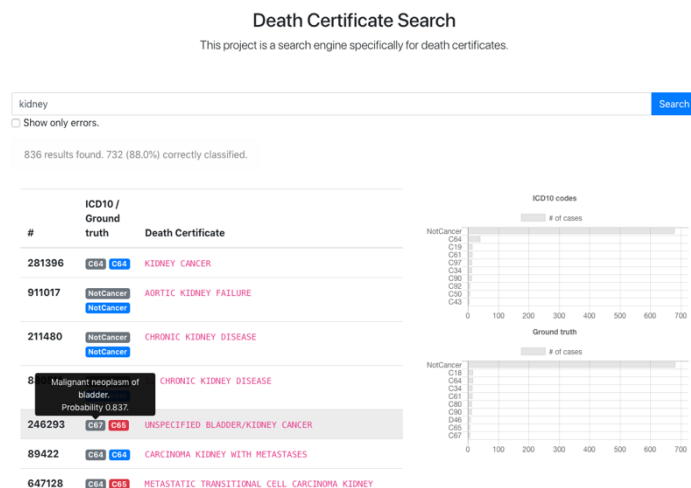 Death Certificate Search
This project is a search engine specifically for death certificates.
kidney
Search
Show only errors.
836 results found. 732 (88.0%) correctly classified.
#
ICD10 /
Ground
truth
Death Certificate
281396 C64 C64 KIDNEY CANCER
911017 NotCancer AORTIC KIDNEY FAILURE
NotCancer
211480 NotCancer CHRONIC KIDNEY DISEASE
NotCancer
CHRONIC KIDNEY DISEASE
Malignant neoplasm of
bladder.
Probability 0.837.
246293 C67 C65 UNSPECIFIED BLADDER/KIDNEY CANCER
89422 C64 C64 CARCINOMA KIDNEY WITH METASTASES
647128 C64 C65 METASTATIC TRANSITIONAL CELL CARCINOMA KIDNEY
ICD10 codes
# of cases
NotCancer
C64
C19
C61
C97
C34
C90
C92
C50
C43
0 100 200 300 400 500 600 700
Ground truth
# of cases
NotCancer
C18
C64
C34
C61
C80
C90
D46
C65
C67
0 100 200 300 400 500 600 700